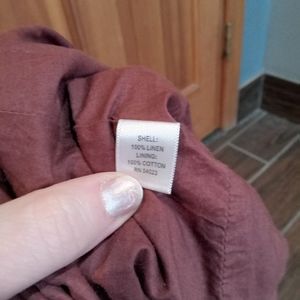 SHELL:
100% LINEN
LINING:
100% COTTON
RN 54023